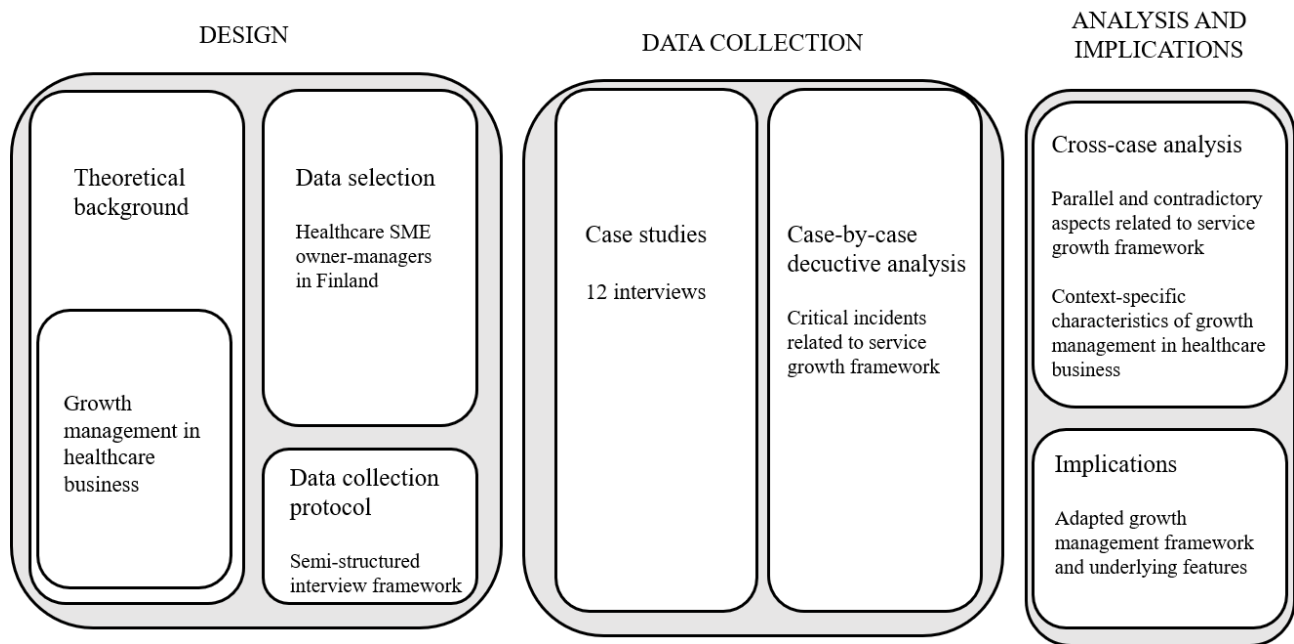 DESIGN
Theoretical
background
Growth
management in
healthcare
business
Data selection
Healthcare SME
owner-managers
in Finland
Data collection
protocol
Semi-structured
interview framework
DATA COLLECTION
Case studies
12 interviews
Case-by-case
decuctive analysis
Critical incidents
related to service
growth framework
ANALYSIS AND
IMPLICATIONS
Cross-case analysis
Parallel and contradictory
aspects related to service
growth framework
Context-specific
characteristics of growth
management in healthcare
business
Implications
Adapted growth
management framework
and underlying features